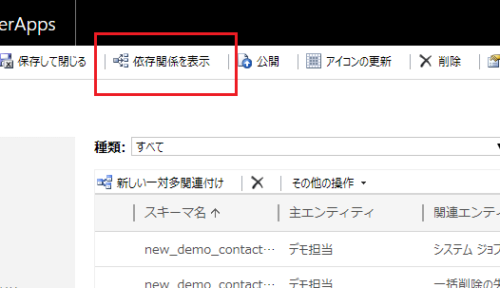 erApps
保存して閉じる 依存関係を表示 公開 アイコンの更新 削除
種類: すべて
新しい一対多関連付け その他の操作
スキーマ名 ↑ 主エンティティ 関連エンテ
new_demo_contact… デモ担当 システム ジョブ
new_demo_contact… デモ担当 一括削除の失